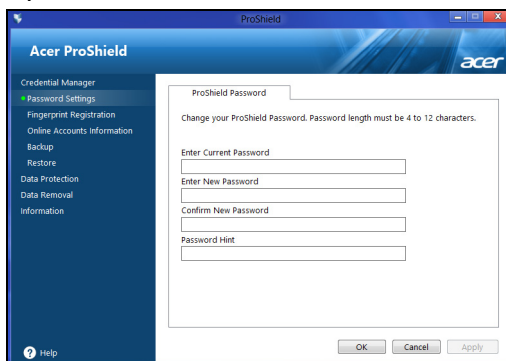 ProShield
Acer ProShield
acer
Credential Manager
Password Settings
Fingerprint Registration
Online Accounts Information
Backup
Restore
Data Protection
Data Removal
Information
Help
ProShield Password
Change your ProShield Password. Password length must be 4 to 12 characters.
Enter Current Password
Enter New Password
Confirm New Password
Password Hint
OK Cancel Apply